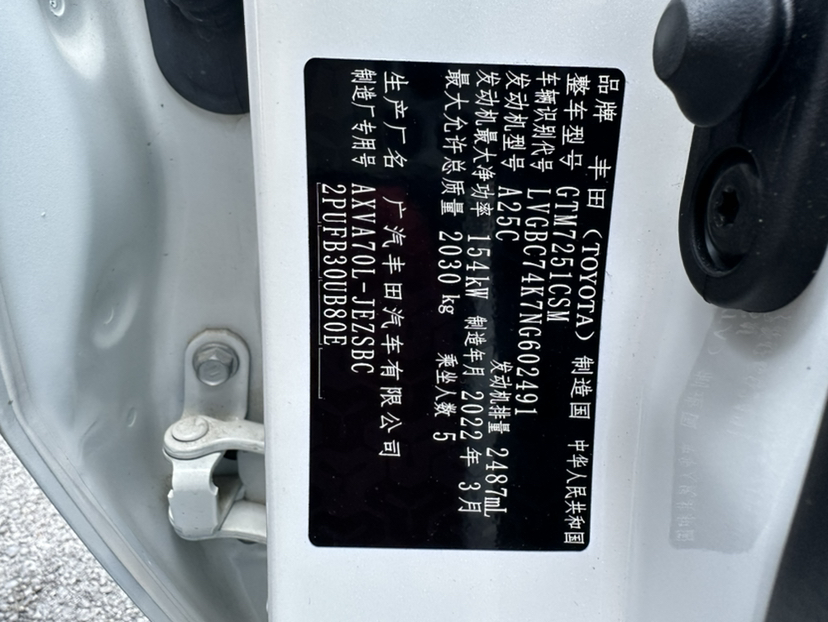 品牌 丰田（TOYOTA） 制造国 中华人民共和国
整车型号 GTM7251CSM
车辆识别代号 LVGBC74K7NG602491
发动机型号 A25C 发动机排量 2487mL
发动机最大净功率 154kW 制造年月 2022年 3月
最大允许总质量 2030 kg 乘坐人数 5
生产厂名 广汽丰田汽车有限公司
制造厂专用号 AXVA70L-JEZSBC
2PUFB30UB80E